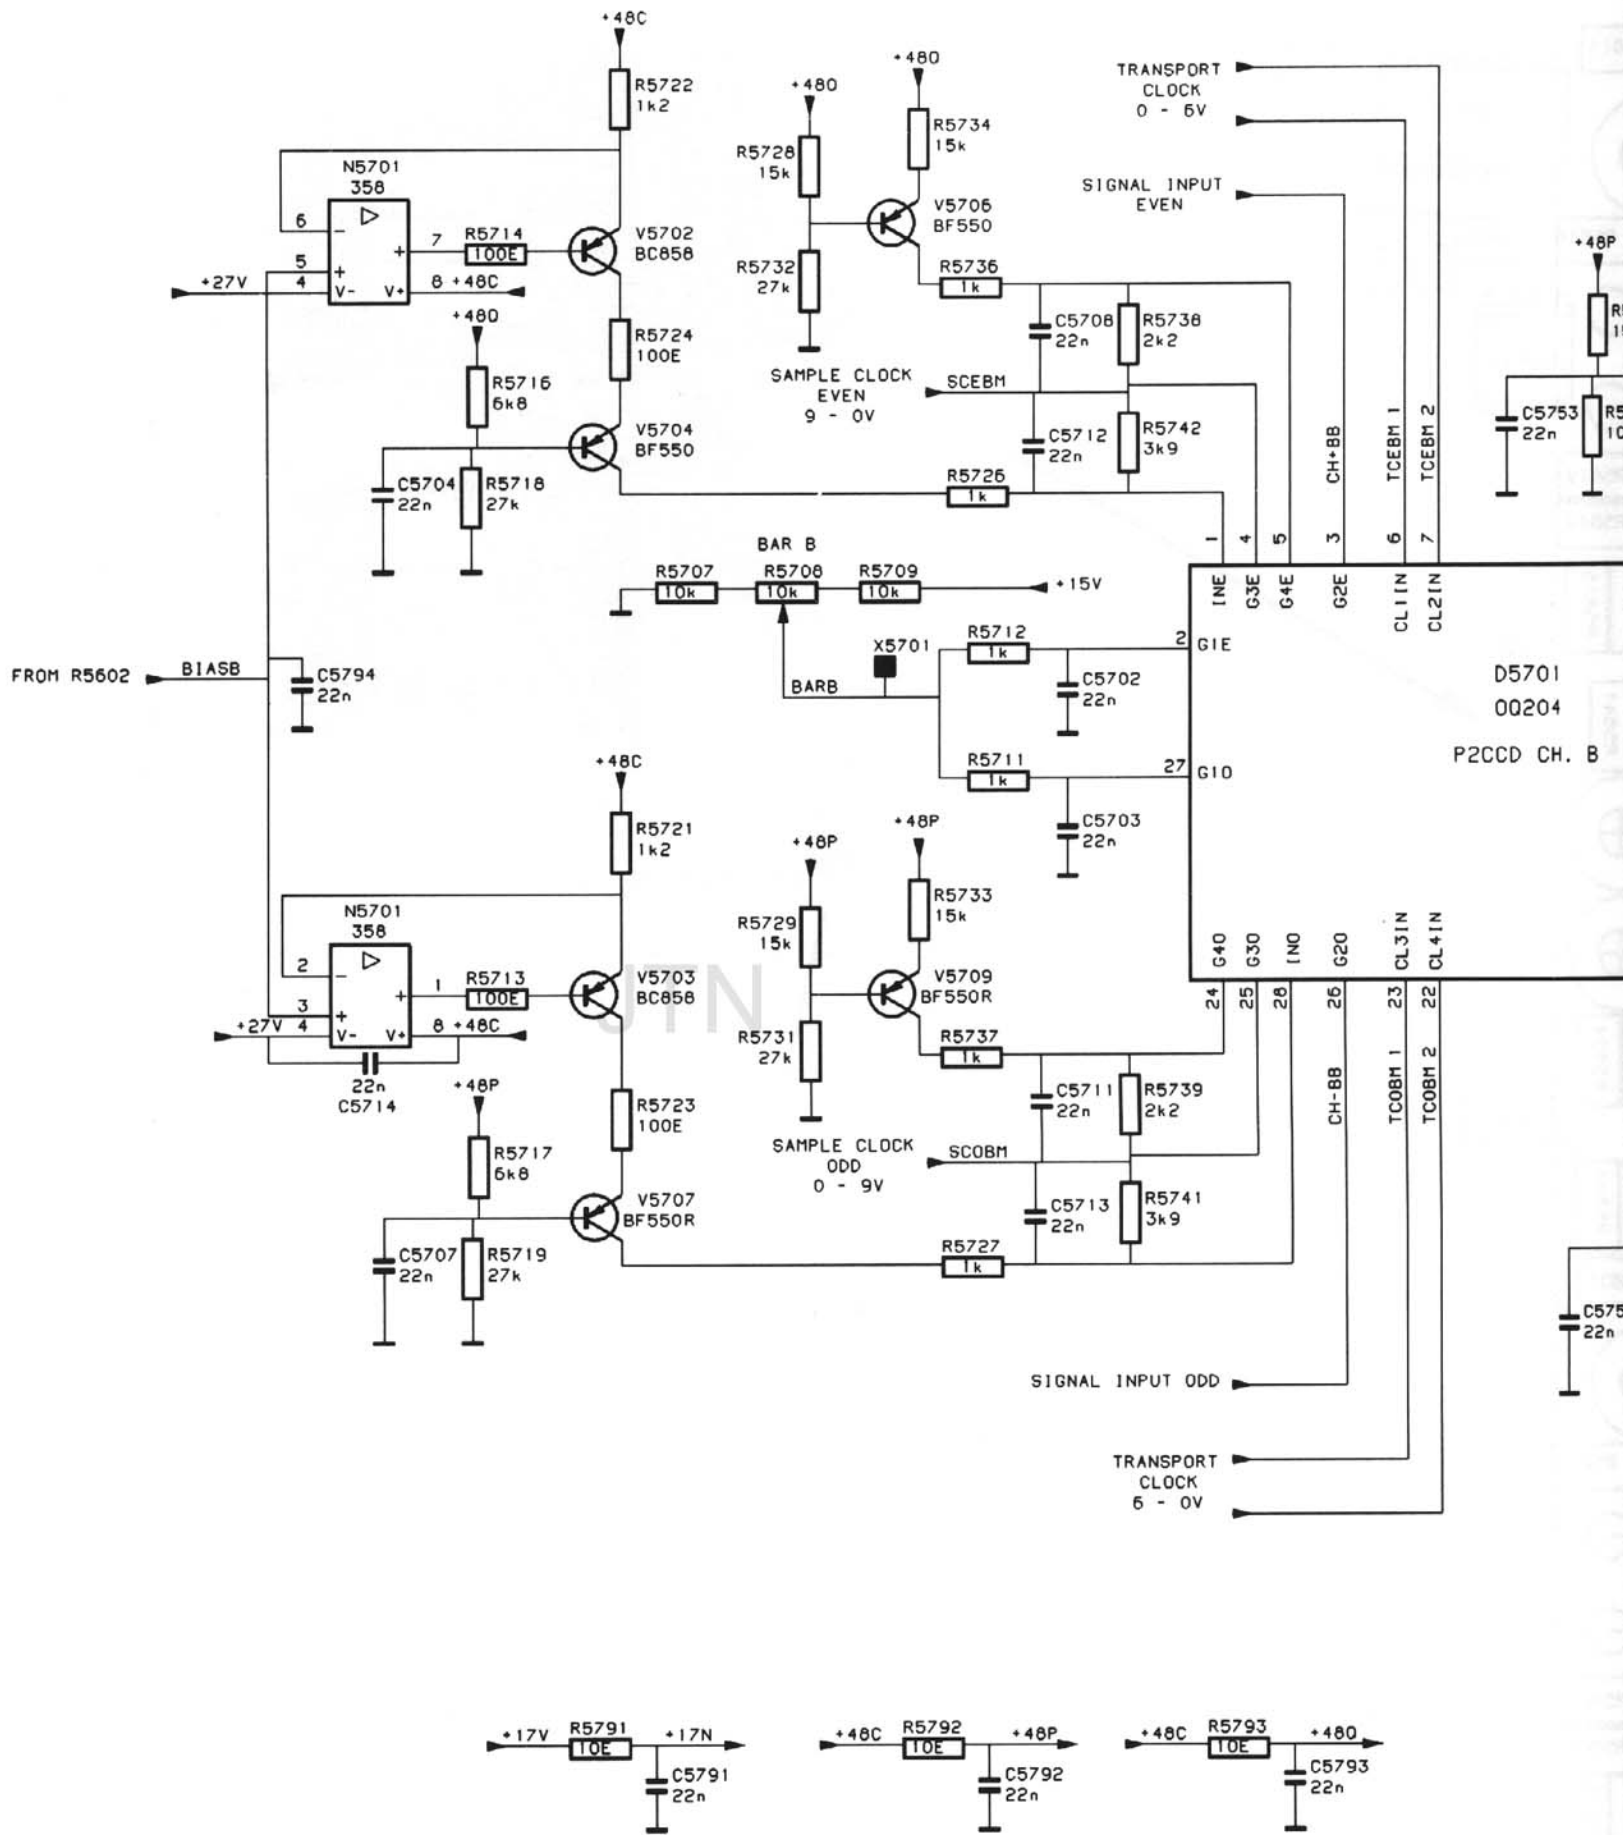 +48C
R5722
1k2
N5701
358
6
5
4
+27V
-
+
V-
+
V+
7
8 +48C
R5714
100E
V5702
BC858
+48Q
R5716
6k8
R5724
100E
V5704
BF550
C5704
22n
R5718
27k
+48Q
R5728
15k
R5732
27k
+48Q
R5734
15k
V5706
BF550
R5736
1k
C5708
22n
R5738
2k2
SAMPLE CLOCK
EVEN
9 - 0V
SCEBM
C5712
22n
R5742
3k9
R5726
1k
TRANSPORT
CLOCK
0 - 6V
SIGNAL INPUT
EVEN
CH+BB
TCEBM 1
TCEBM 2
1
4
5
3
6
7
INE
G3E
G4E
G2E
CL1IN
CL2IN
+48P
C5753
22n
BAR B
R5707
10k
R5708
10k
R5709
10k
+15V
X5701
BARB
R5712
1k
2
G1E
C5702
22n
R5711
1k
27
G1O
C5703
22n
D5701
OQ204
P2CCD CH. B
FROM R5602
BIASB
C5794
22n
+48C
R5721
1k2
N5701
358
2
3
+27V 4
-
+
V-
+
V+
1
8 +48C
R5713
100E
V5703
BC858
JTN
22n
C5714
+48P
R5717
6k8
R5723
100E
V5707
BF550R
C5707
22n
R5719
27k
+48P
R5729
15k
R5731
27k
+48P
R5733
15k
V5709
BF550R
R5737
1k
C5711
22n
R5739
2k2
SAMPLE CLOCK
ODD
0 - 9V
SCOBM
C5713
22n
R5741
3k9
R5727
1k
G4O
G3O
INO
G2O
CL3IN
CL4IN
24
25
28
26
23
22
CH-BB
TCOBM 1
TCOBM 2
22n
SIGNAL INPUT ODD
TRANSPORT
CLOCK
6 - 0V
+17V
R5791
10E
+17N
C5791
22n
+48C
R5792
10E
+48P
C5792
22n
+48C
R5793
10E
+48Q
C5793
22n